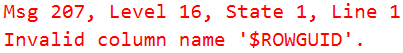 Msg 207, Level 16, State 1, Line 1
Invalid column name '$ROWGUID'.